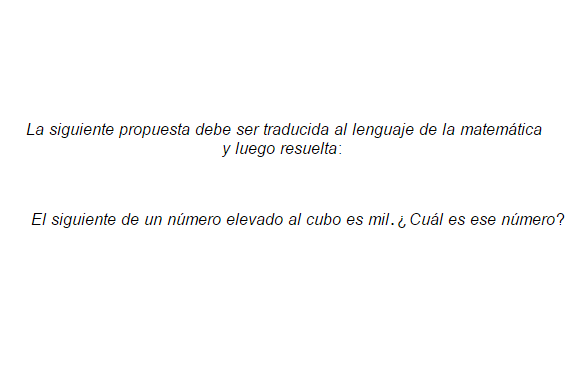 La siguiente propuesta debe ser traducida al lenguaje de la matemática
y luego resuelta:
El siguiente de un número elevado al cubo es mil.¿Cuál es ese número?